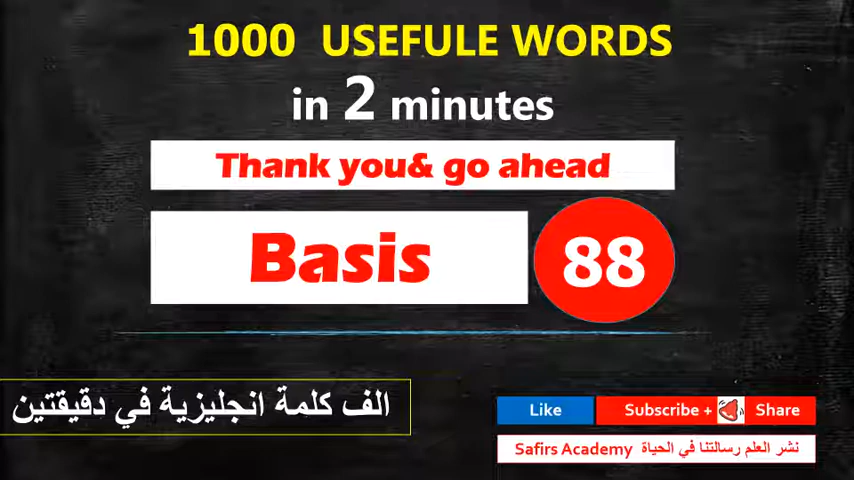 1000 USEFULE WORDS
in 2 minutes
Thank you& go ahead
Basis
88
الف كلمة انجليزية في دقيقتين
Like
Subscribe + Share
Safirs Academy نشر العلم رسالتنا في الحياة